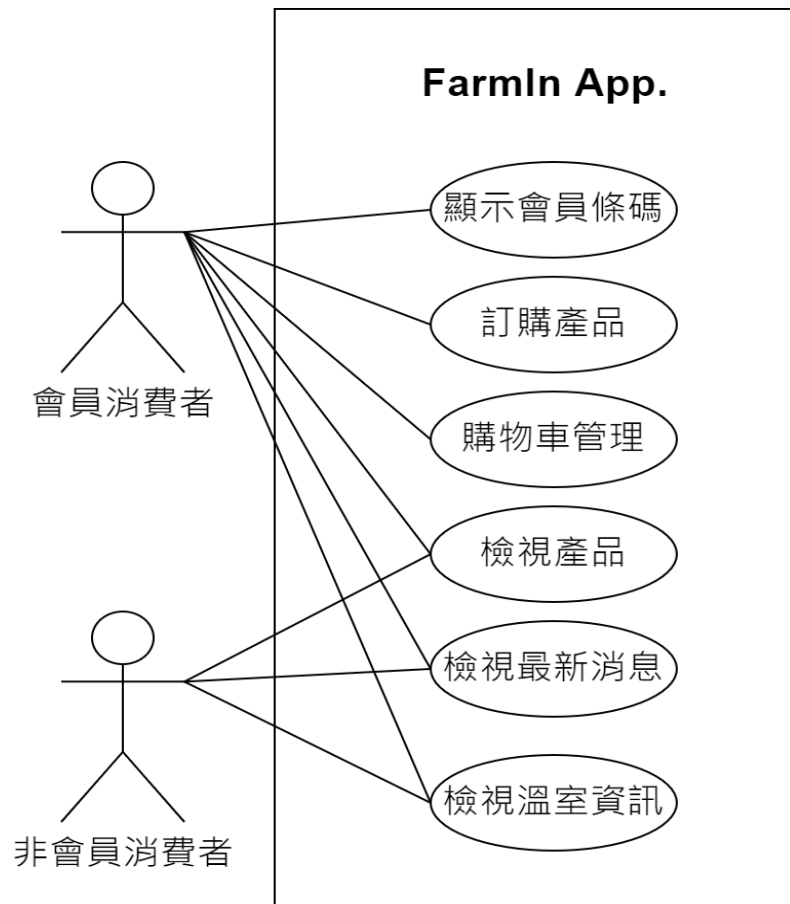 FarmIn App.
顯示會員條碼
訂購產品
會員消費者
購物車管理
檢視產品
檢視最新消息
檢視溫室資訊
非會員消費者